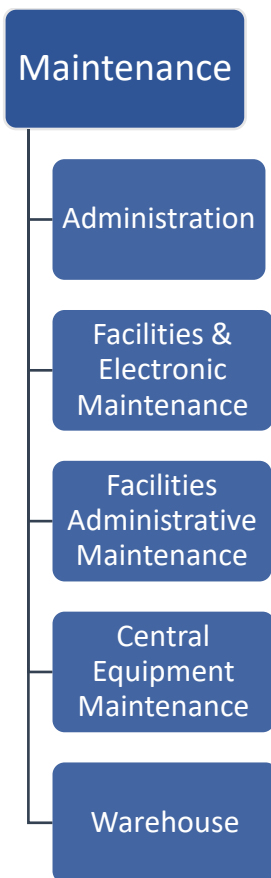 Maintenance
Administration
Facilities &
Electronic
Maintenance
Facilities
Administrative
Maintenance
Central
Equipment
Maintenance
Warehouse